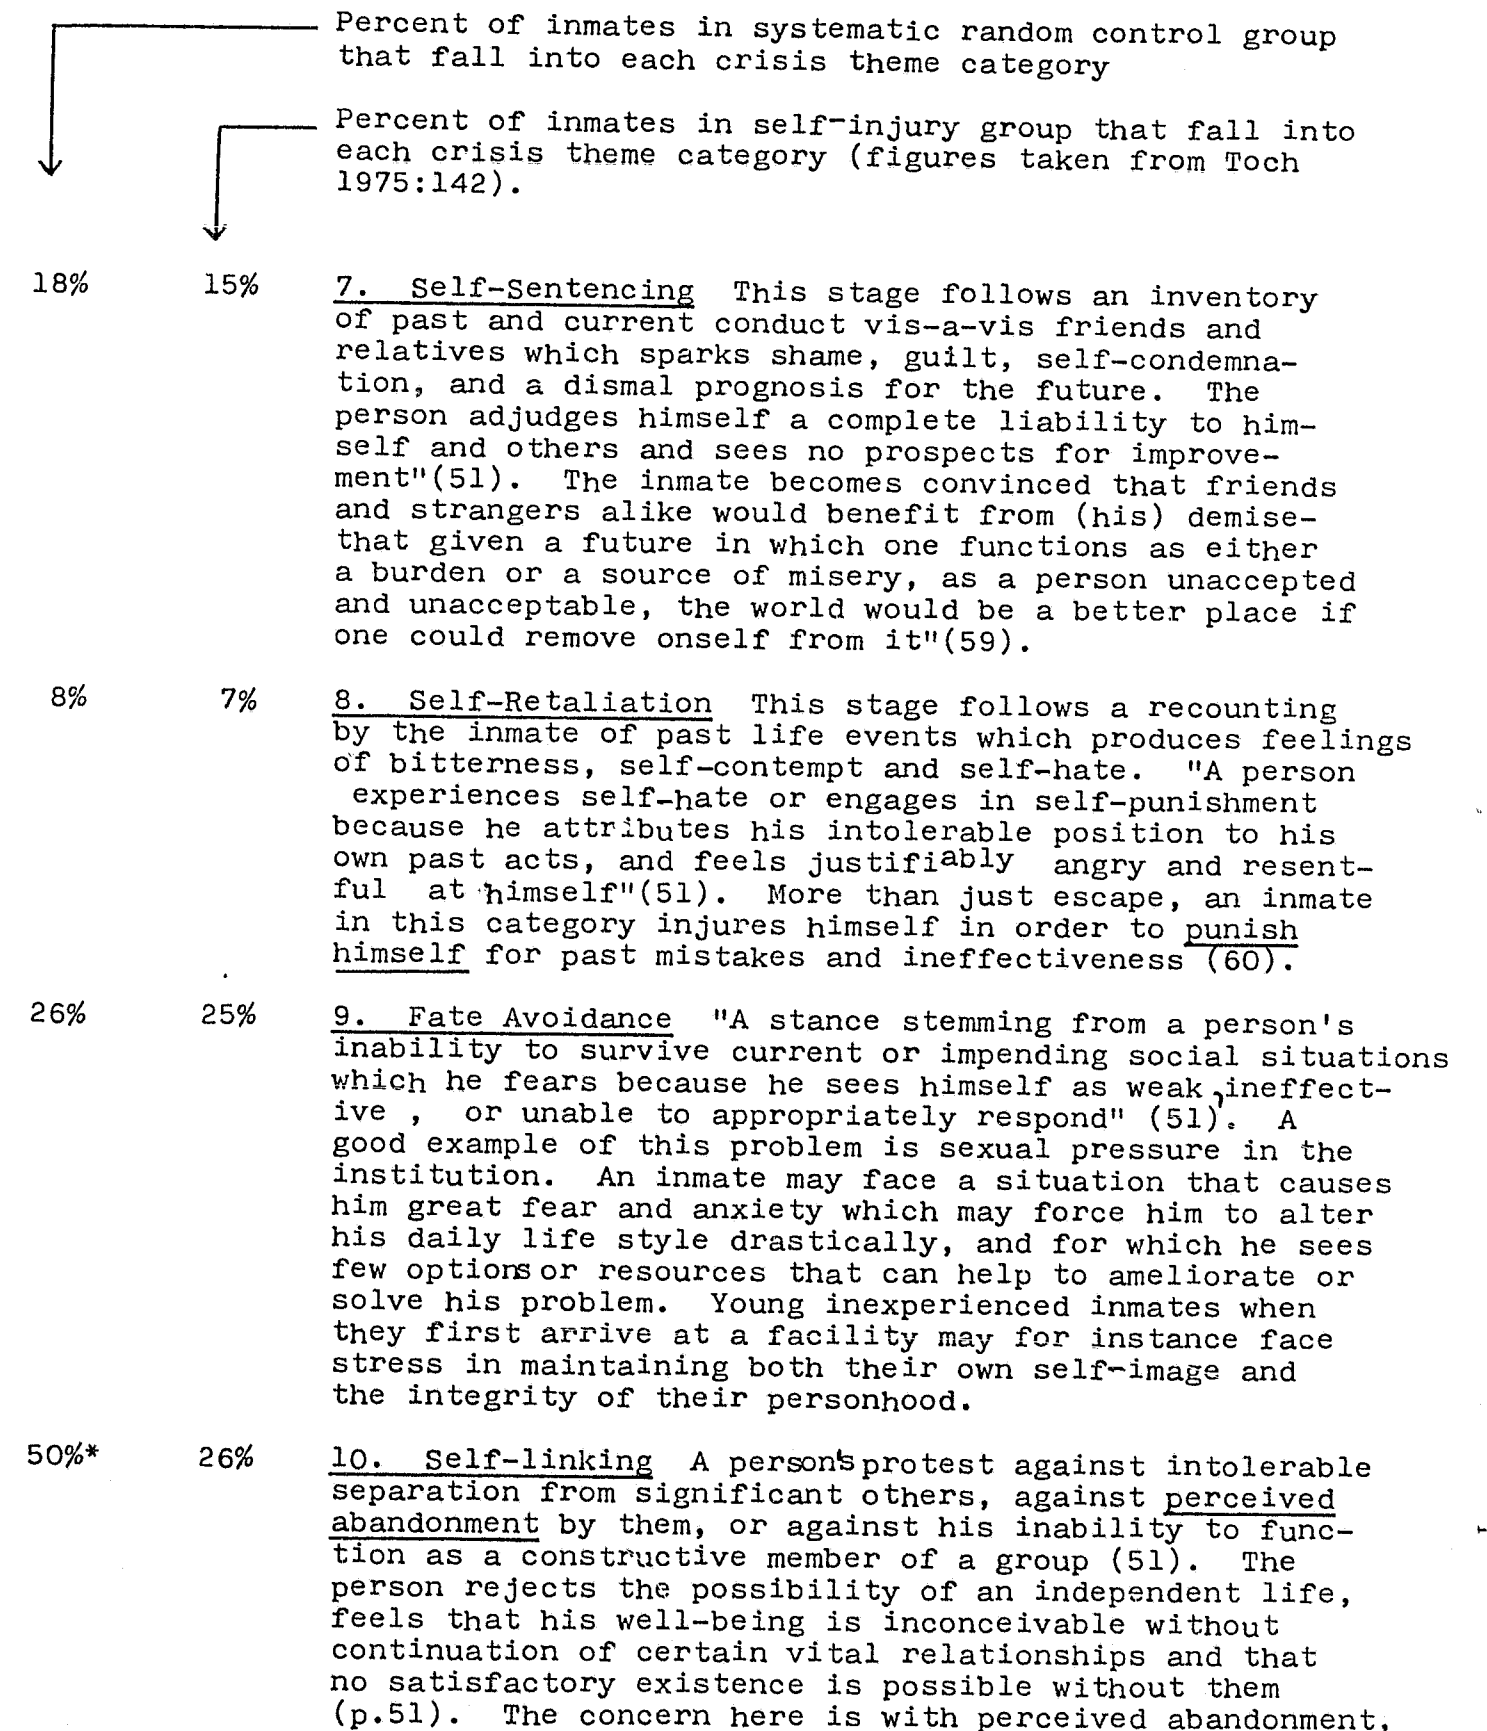 Percent of inmates in systematic random control group
that fall into each crisis theme category
Percent of inmates in self-injury group that fall into
each crisis theme category (figures taken from Toch
1975:142).
18% 15% 7. Self-Sentencing This stage follows an inventory
of past and current conduct vis-a-vis friends and
relatives which sparks shame, guilt, self-condemna-
tion, and a dismal prognosis for the future. The
person adjudges himself a complete liability to him-
self and others and sees no prospects for improve-
ment"(51). The inmate becomes convinced that friends
and strangers alike would benefit from (his) demise-
that given a future in which one functions as either
a burden or a source of misery, as a person unaccepted
and unacceptable, the world would be a better place if
one could remove onself from it"(59).
8% 7% 8. Self-Retaliation This stage follows a recounting
by the inmate of past life events which produces feelings
of bitterness, self-contempt and self-hate. "A person
experiences self-hate or engages in self-punishment
because he attributes his intolerable position to his
own past acts, and feels justifiably angry and resent-
ful at himself"(51). More than just escape, an inmate
in this category injures himself in order to punish
himself for past mistakes and ineffectiveness (60).
26% 25% 9. Fate Avoidance "A stance stemming from a person's
inability to survive current or impending social situations
which he fears because he sees himself as weak,ineffect-
ive , or unable to appropriately respond" (51). A
good example of this problem is sexual pressure in the
institution. An inmate may face a situation that causes
him great fear and anxiety which may force him to alter
his daily life style drastically, and for which he sees
few options or resources that can help to ameliorate or
solve his problem. Young inexperienced inmates when
they first arrive at a facility may for instance face
stress in maintaining both their own self-image and
the integrity of their personhood.
50%* 26% 10. Self-linking A person's protest against intolerable
separation from significant others, against perceived
abandonment by them, or against his inability to func-
tion as a constructive member of a group (51). The
person rejects the possibility of an independent life,
feels that his well-being is inconceivable without
continuation of certain vital relationships and that
no satisfactory existence is possible without them
(p.51). The concern here is with perceived abandonment,